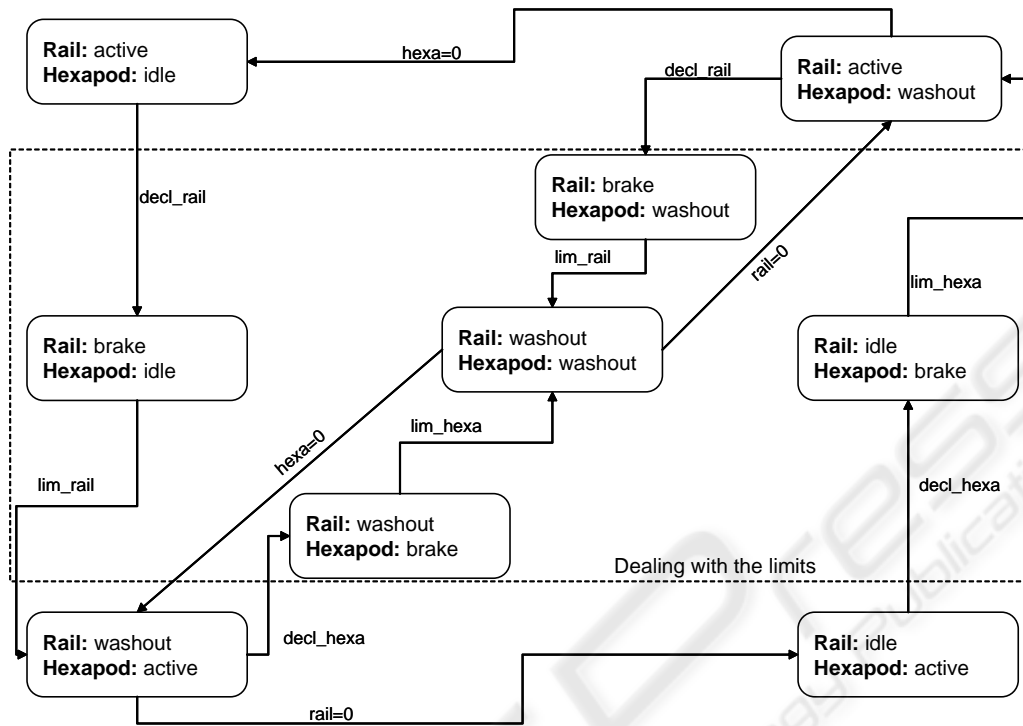 Rail: active
Hexapod: idle
hexa=0
decl_rail
Rail: active
Hexapod: washout
decl_rail
Rail: brake
Hexapod: washout
lim_rail
rail=0
lim_hexa
Rail: brake
Hexapod: idle
Rail: washout
Hexapod: washout
Rail: idle
Hexapod: brake
lim_rail
hexa=0
lim_hexa
decl_hexa
Rail: washout
Hexapod: brake
Dealing with the limits
Rail: washout
Hexapod: active
decl_hexa
Rail: idle
Hexapod: active
rail=0